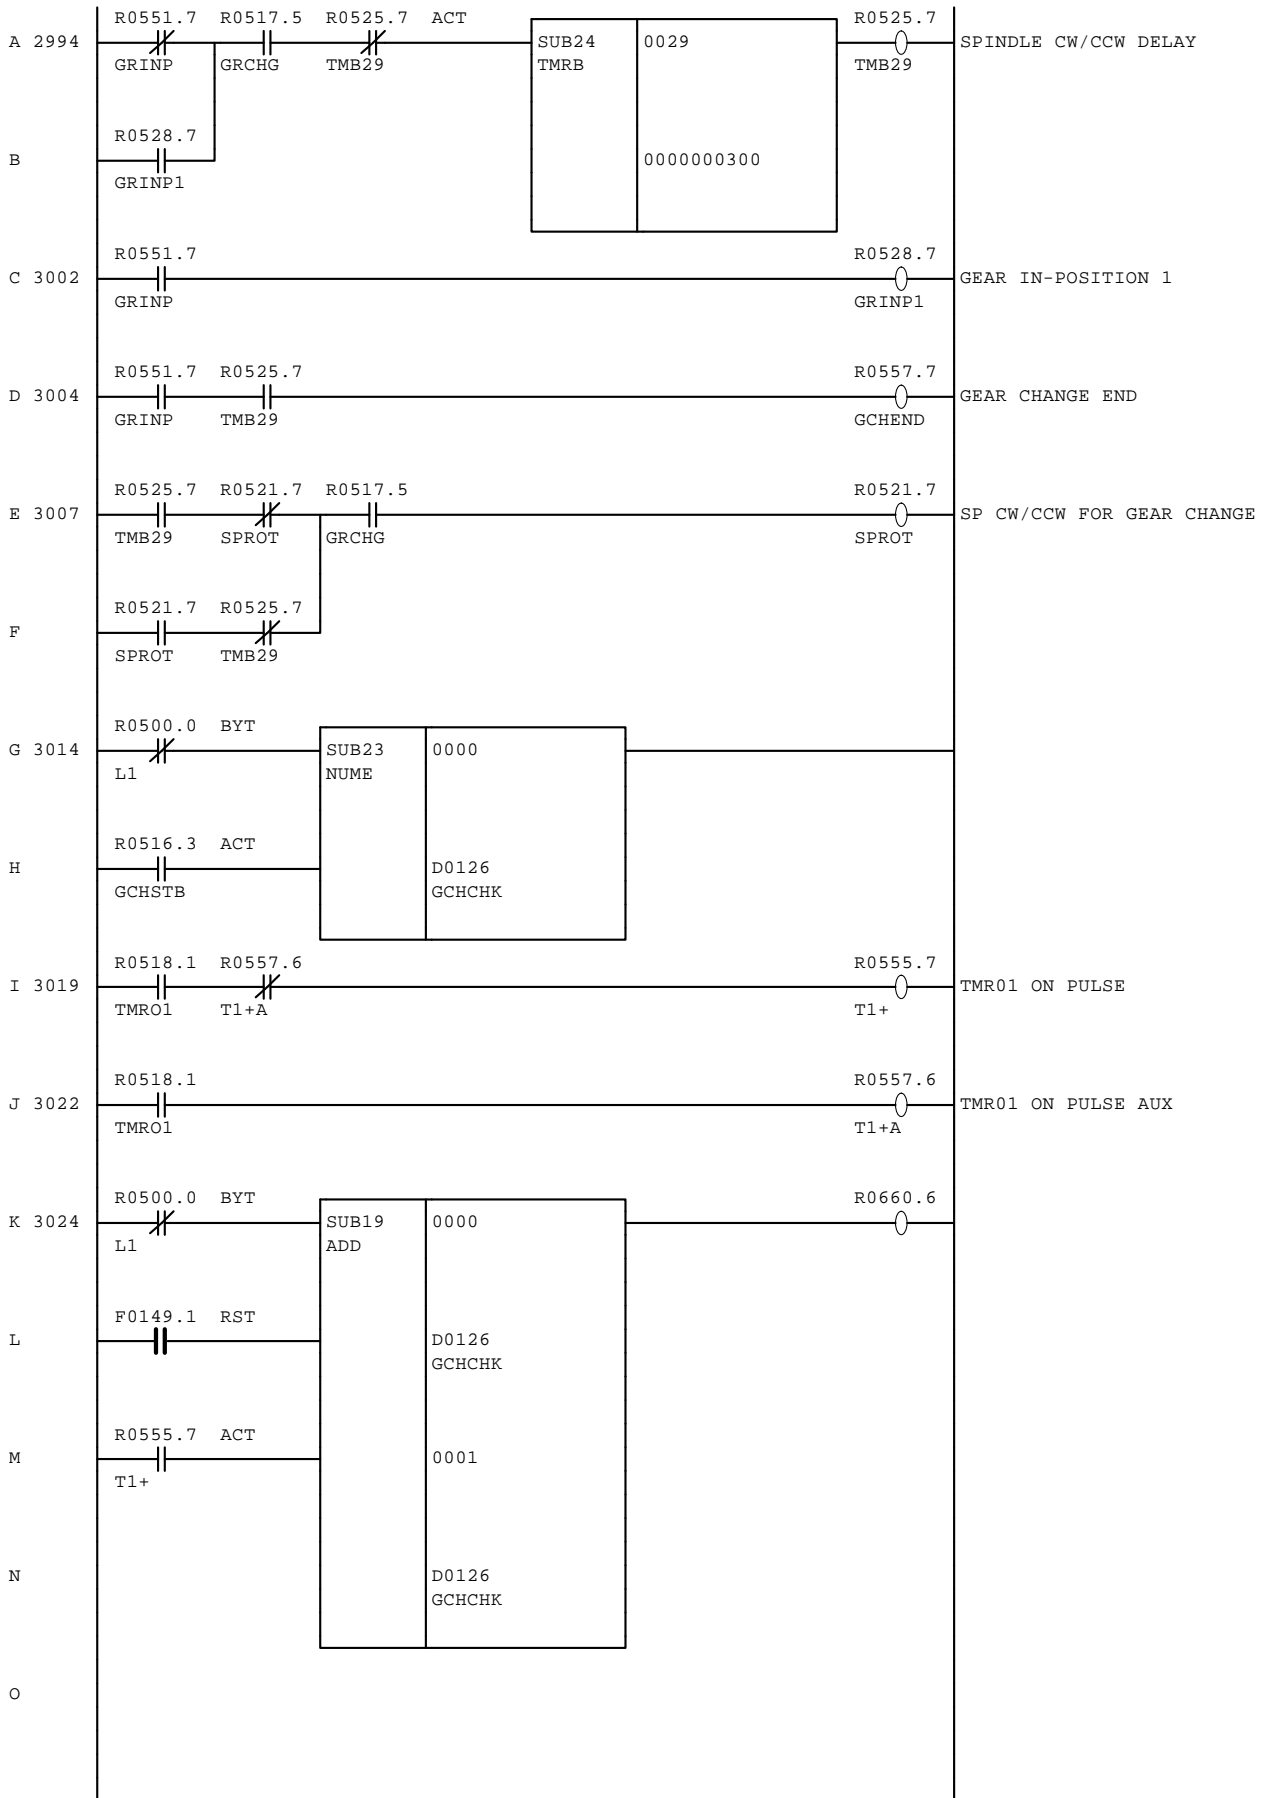 R0551.7 R0517.5 R0525.7 ACT R0525.7
A 2994 SUB24 0029 SPINDLE CW/CCW DELAY
GRINP GRCHG TMB29 TMRB TMB29
R0528.7
B 0000000300
GRINP1
R0551.7 R0528.7
C 3002 GEAR IN-POSITION 1
GRINP GRINP1
R0551.7 R0525.7 R0557.7
D 3004 GEAR CHANGE END
GRINP TMB29 GCHEND
R0525.7 R0521.7 R0517.5 R0521.7
E 3007 SP CW/CCW FOR GEAR CHANGE
TMB29 SPROT GRCHG SPROT
R0521.7 R0525.7
F
SPROT TMB29
R0500.0 BYT
G 3014 SUB23 0000
L1 NUME
R0516.3 ACT
H D0126
GCHSTB GCHCHK
R0518.1 R0557.6 R0555.7
I 3019 TMR01 ON PULSE
TMRO1 T1+A T1+
R0518.1 R0557.6
J 3022 TMR01 ON PULSE AUX
TMRO1 T1+A
R0500.0 BYT R0660.6
K 3024 SUB19 0000
L1 ADD
F0149.1 RST
L D0126
GCHCHK
R0555.7 ACT
M 0001
T1+
N D0126
GCHCHK
O